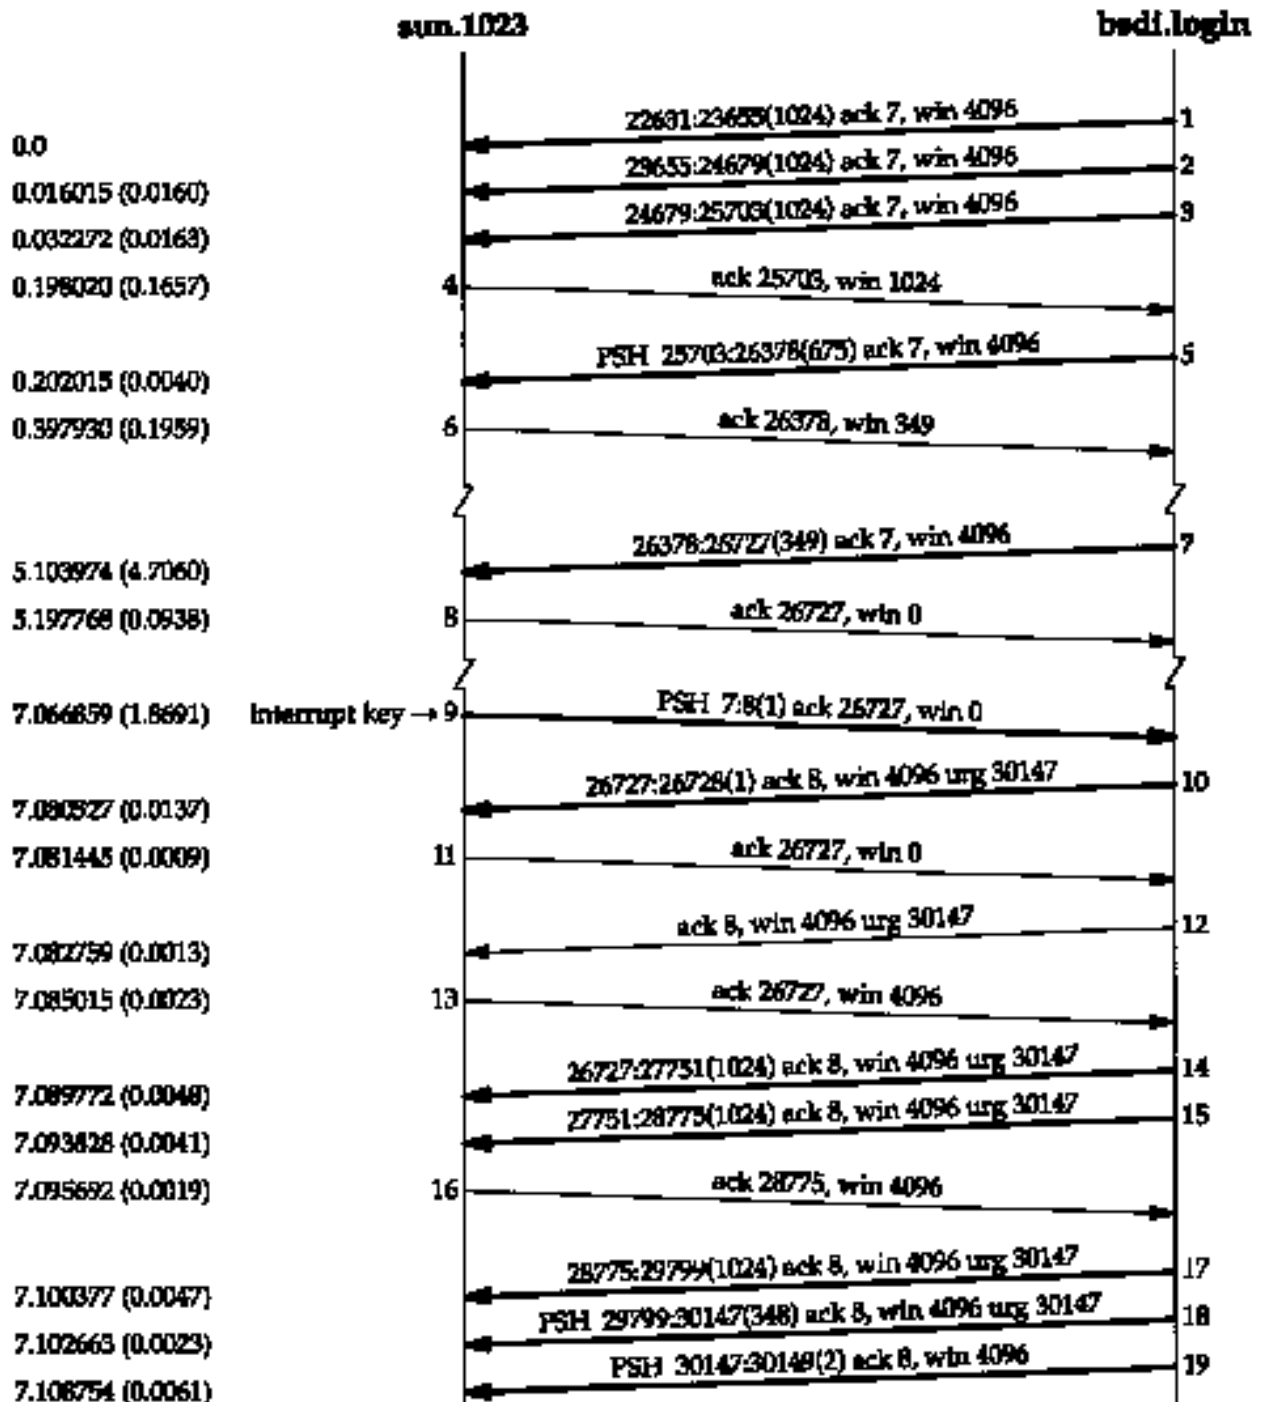 sun.1023 bsdi.login
22631:23655(1024) ack 7, win 4096 1
0.0
23655:24679(1024) ack 7, win 4096 2
0.016015 (0.0160)
24679:25703(1024) ack 7, win 4096 3
0.032272 (0.0163)
0.198020 (0.1657) 4 ack 25703, win 1024
PSH 25703:26378(675) ack 7, win 4096 5
0.202015 (0.0040)
0.397930 (0.1959) 6 ack 26378, win 349
26378:26727(349) ack 7, win 4096 7
5.103974 (4.7060)
5.197768 (0.0938) 8 ack 26727, win 0
7.066859 (1.8691) Interrupt key → 9 PSH 7:8(1) ack 26727, win 0
26727:26728(1) ack 8, win 4096 urg 30147 10
7.080527 (0.0137)
7.081445 (0.0009) 11 ack 26727, win 0
ack 8, win 4096 urg 30147 12
7.082759 (0.0013)
7.085015 (0.0023) 13 ack 26727, win 4096
26727:27751(1024) ack 8, win 4096 urg 30147 14
7.089772 (0.0048)
27751:28775(1024) ack 8, win 4096 urg 30147 15
7.093828 (0.0041)
7.095692 (0.0019) 16 ack 28775, win 4096
28775:29799(1024) ack 8, win 4096 urg 30147 17
7.100377 (0.0047)
PSH 29799:30147(348) ack 8, win 4096 urg 30147 18
7.102663 (0.0023)
PSH 30147:30149(2) ack 8, win 4096 19
7.108754 (0.0061)